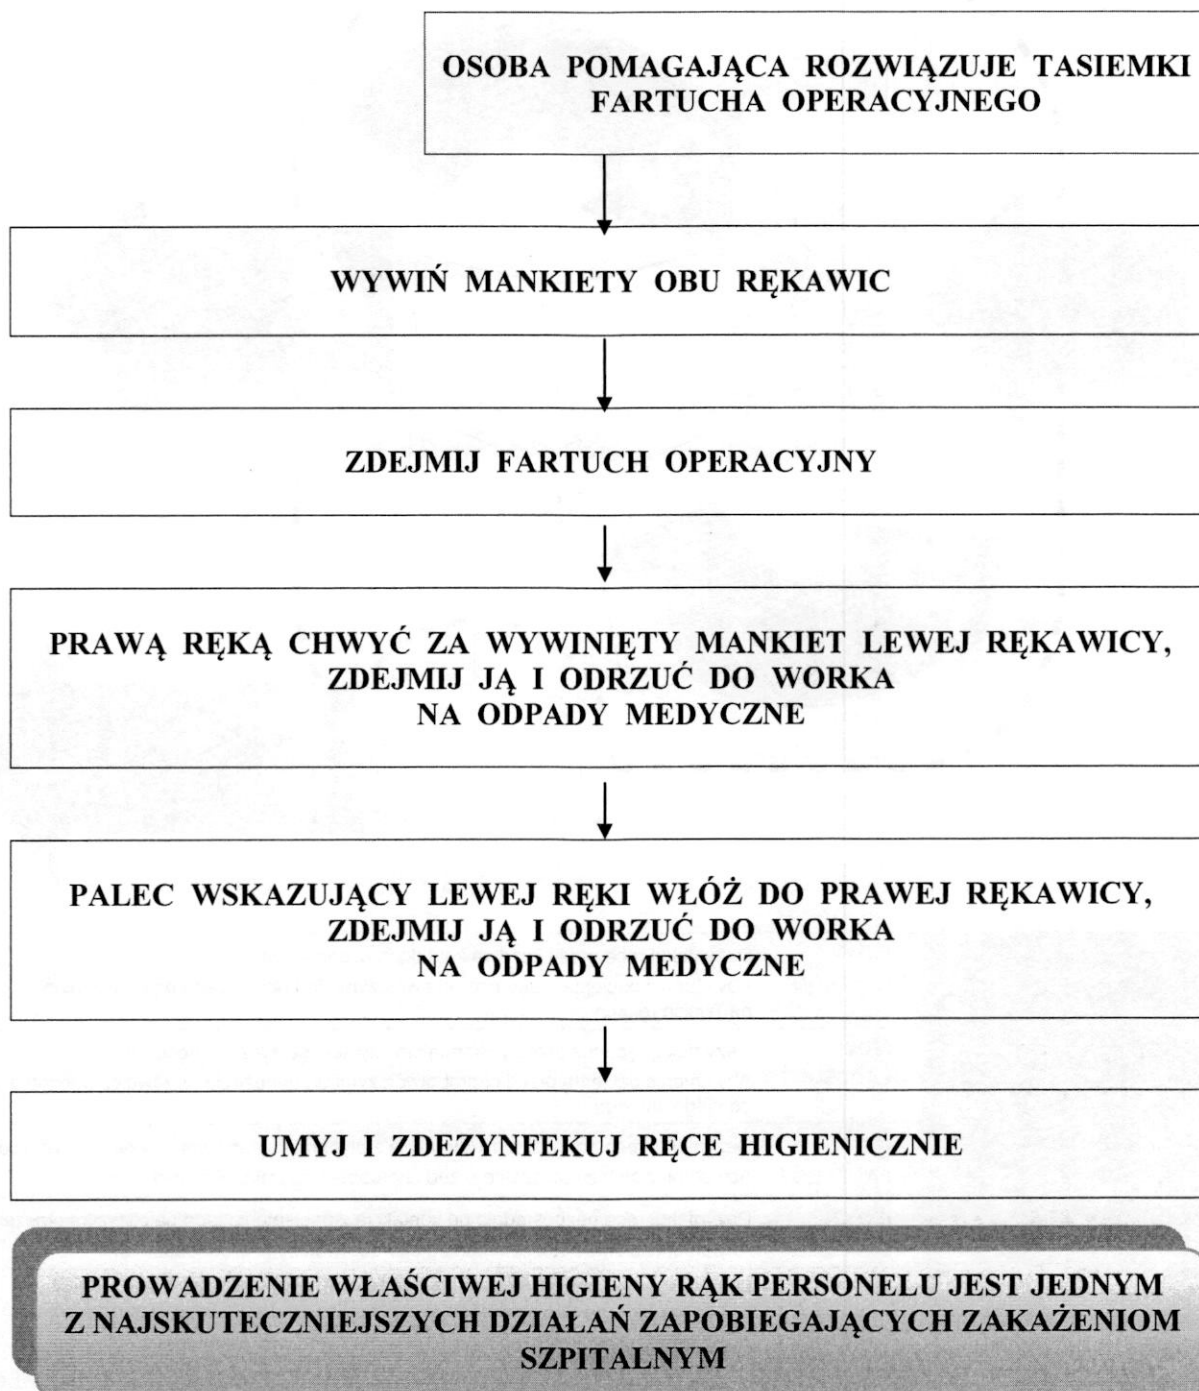 OSOBA POMAGAJĄCA ROZWIĄZUJE TASIEMKI
FARTUCHA OPERACYJNEGO
WYWIŃ MANKIETY OBU RĘKAWIC
ZDEJMIJ FARTUCH OPERACYJNY
PRAWĄ RĘKĄ CHWYĆ ZA WYWINIĘTY MANKIET LEWEJ RĘKAWICY,
ZDEJMIJ JĄ I ODRZUĆ DO WORKA
NA ODPADY MEDYCZNE
PALEC WSKAZUJĄCY LEWEJ RĘKI WŁÓŻ DO PRAWEJ RĘKAWICY,
ZDEJMIJ JĄ I ODRZUĆ DO WORKA
NA ODPADY MEDYCZNE
UMYJ I ZDEZYNFEKUJ RĘCE HIGIENICZNIE
PROWADZENIE WŁAŚCIWEJ HIGIENY RĄK PERSONELU JEST JEDNYM
Z NAJSKUTECZNIEJSZYCH DZIAŁAŃ ZAPOBIEGAJĄCYCH ZAKAŻENIOM
SZPITALNYM